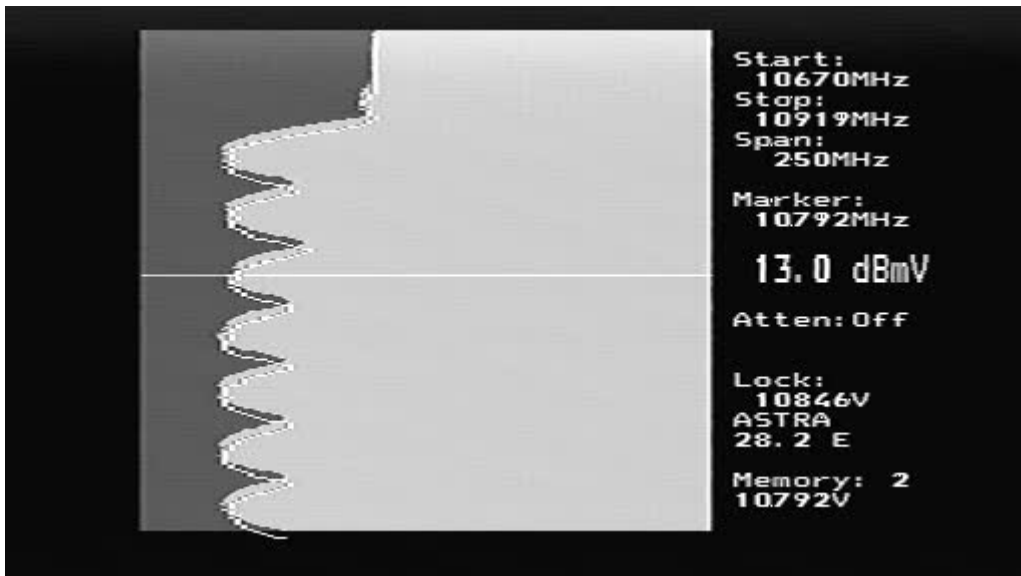 Start:
10670MHz
Stop:
10919MHz
Span:
250MHz
Marker:
10792MHz
13.0 dBmV
Atten:Off
Lock:
10846V
ASTRA
28.2 E
Memory: 2
10792V